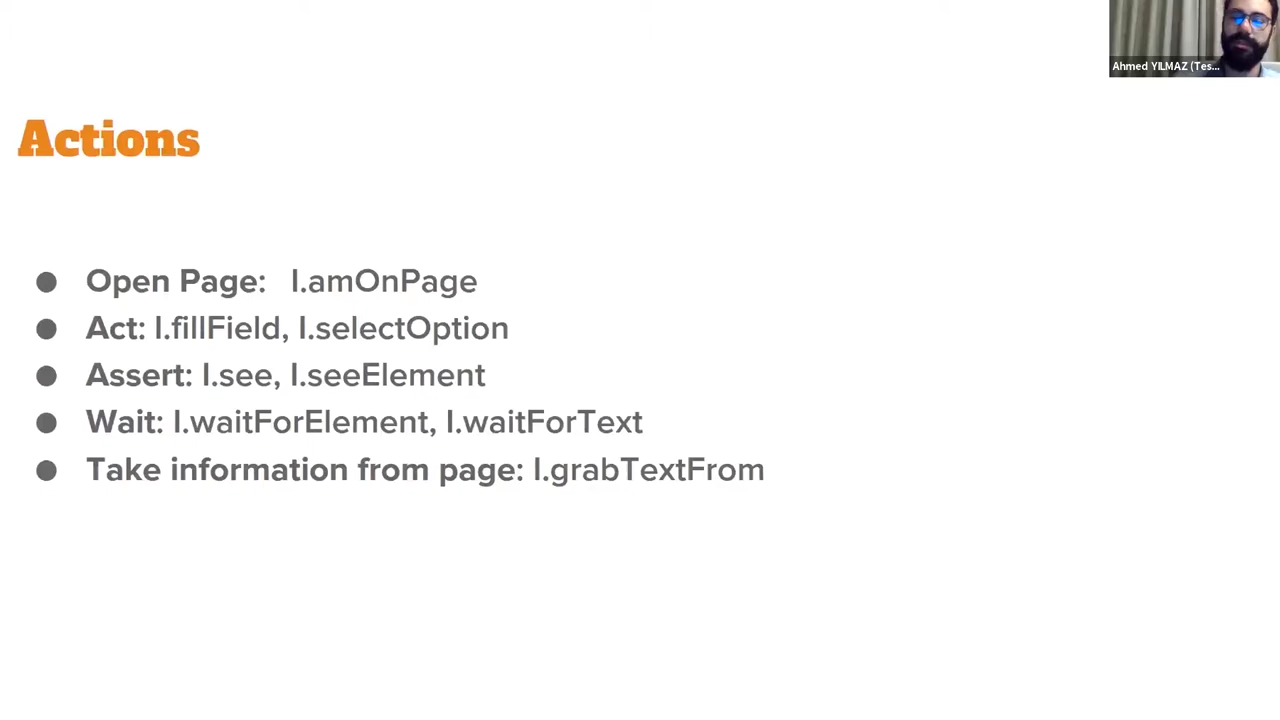 Ahmed YILMAZ (Tes...
Actions
● Open Page: I.amOnPage
● Act: I.fillField, I.selectOption
● Assert: I.see, I.seeElement
● Wait: I.waitForElement, I.waitForText
● Take information from page: I.grabTextFrom